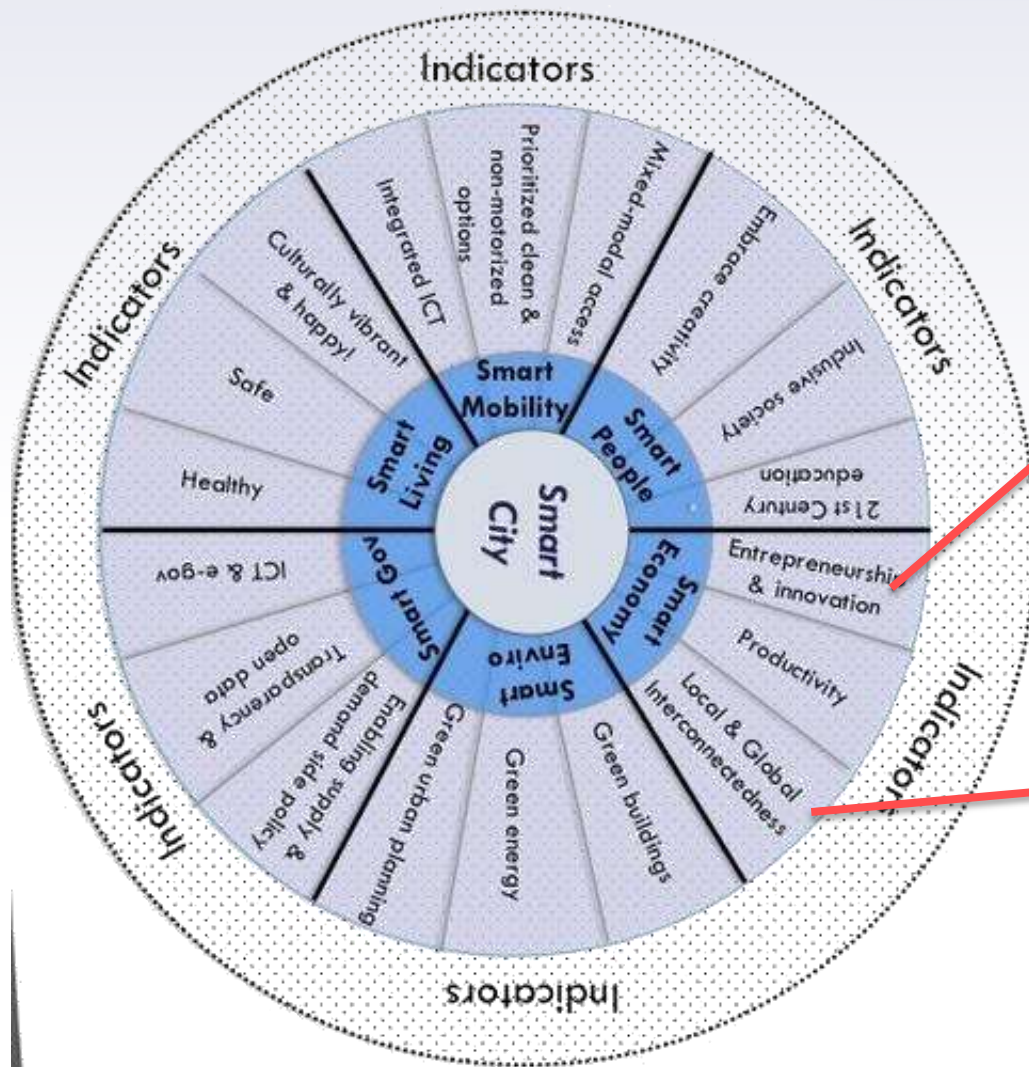 Indicators
Indicators
Indicators
Indicators
Indicators
Indicators
Smart
City
Smart
Mobility
Integrated ICT
Prioritized clean &
non-motorized
options
Mixed-modal access
Smart
People
Embrace creativity
Inclusive
society
21st Century
education
Smart
Economy
Entrepreneurship
& innovation
Productivity
Local & Global
Interconnectedness
Smart
Enviro
Green buildings
Green energy
Green urban planning
Smart Gov
Enabling supply &
demand side policy
Transparency &
open data
ICT & e-gov
Smart
Living
Healthy
Safe
Culturally vibrant
& happy!